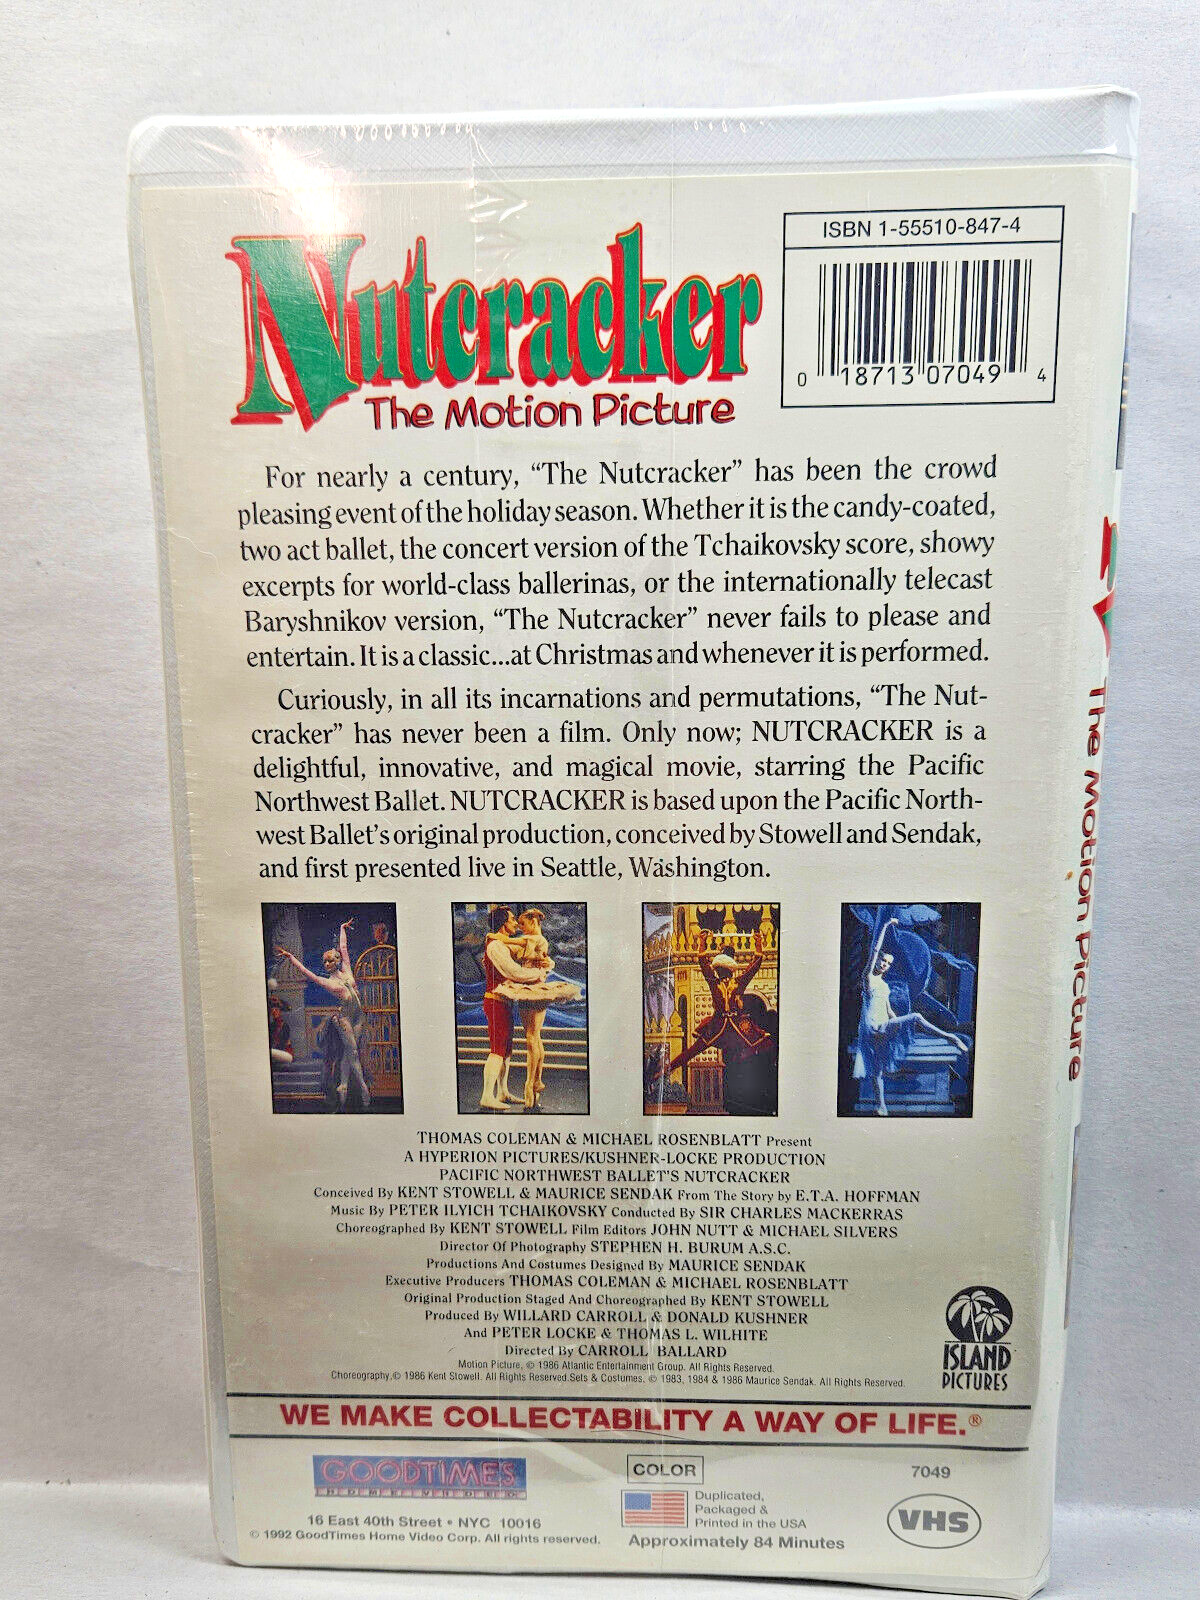 ISBN 1-55510-847-4
0 18713 07049 4
Nutcracker
The Motion Picture
For nearly a century, “The Nutcracker” has been the crowd
pleasing event of the holiday season. Whether it is the candy-coated,
two act ballet, the concert version of the Tchaikovsky score, showy
excerpts for world-class ballerinas, or the internationally telecast
Baryshnikov version, “The Nutcracker” never fails to please and
entertain. It is a classic...at Christmas and whenever it is performed.
Curiously, in all its incarnations and permutations, “The Nut-
cracker” has never been a film. Only now; NUTCRACKER is a
delightful, innovative, and magical movie, starring the Pacific
Northwest Ballet. NUTCRACKER is based upon the Pacific North-
west Ballet’s original production, conceived by Stowell and Sendak,
and first presented live in Seattle, Washington.
THOMAS COLEMAN & MICHAEL ROSENBLATT Present
A HYPERION PICTURES/KUSHNER-LOCKE PRODUCTION
PACIFIC NORTHWEST BALLET'S NUTCRACKER
Conceived By KENT STOWELL & MAURICE SENDAK From The Story by E.T.A. HOFFMAN
Music By PETER ILYICH TCHAIKOVSKY Conducted By SIR CHARLES MACKERRAS
Choreographed By KENT STOWELL Film Editors JOHN NUTT & MICHAEL SILVERS
Director Of Photography STEPHEN H. BURUM A.S.C.
Productions And Costumes Designed By MAURICE SENDAK
Executive Producers THOMAS COLEMAN & MICHAEL ROSENBLATT
Original Production Staged And Choreographed By KENT STOWELL
Produced By WILLARD CARROLL & DONALD KUSHNER
And PETER LOCKE & THOMAS L. WILHITE
Directed By CARROLL BALLARD
Motion Picture, © 1986 Atlantic Entertainment Group. All Rights Reserved.
Choreography,© 1986 Kent Stowell. All Rights Reserved.Sets & Costumes, © 1983, 1984 & 1986 Maurice Sendak. All Rights Reserved.
ISLAND
PICTURES
WE MAKE COLLECTABILITY A WAY OF LIFE.®
GOODTIMES
HOME VIDEO
16 East 40th Street • NYC 10016
© 1992 GoodTimes Home Video Corp. All rights reserved.
COLOR
Duplicated,
Packaged &
Printed in the USA
Approximately 84 Minutes
7049
VHS
The Motion Picture